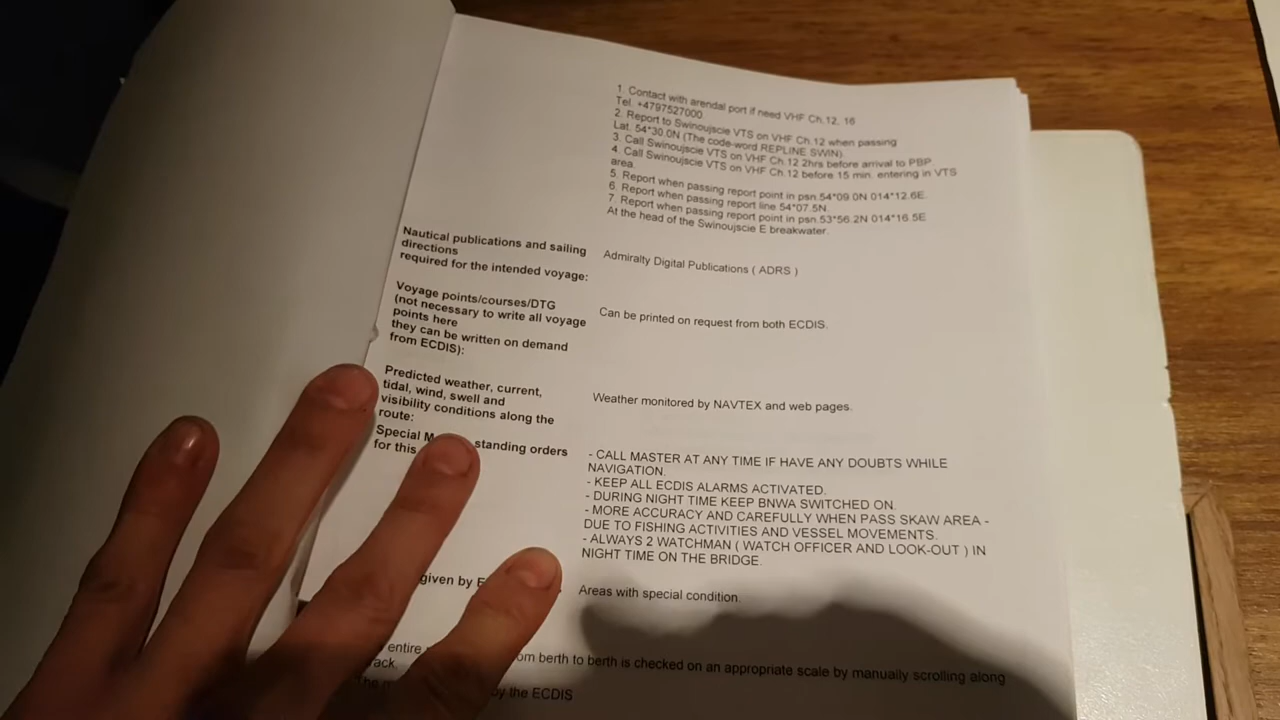 1. Contact with arendal port if need VHF Ch.12. 16
Tel. +4797527000
2. Report to Swinoujscie VTS on VHF Ch.12 when passing
Lat. 54*30.0N (The code-word REPLINE SWIN)
3. Call Swinoujscie VTS on VHF Ch.12 2hrs before arrival to PBP.
4. Call Swinoujscie VTS on VHF Ch.12 before 15 min. entering in VTS
area.
5. Report when passing report point in psn.54*09.0N 014*12.6E.
6. Report when passing report line 54*07.5N.
7. Report when passing report point in psn.53*56.2N 014*16.5E
At the head of the Swinoujscie E breakwater.
Nautical publications and sailing
directions
required for the intended voyage:
Admiralty Digital Publications ( ADRS )
Voyage points/courses/DTG
(not necessary to write all voyage
points here
they can be written on demand
from ECDIS):
Can be printed on request from both ECDIS.
Predicted weather, current,
tidal, wind, swell and
visibility conditions along the
route:
Weather monitored by NAVTEX and web pages.
Special standing orders
for this
- CALL MASTER AT ANY TIME IF HAVE ANY DOUBTS WHILE
NAVIGATION.
- KEEP ALL ECDIS ALARMS ACTIVATED.
- DURING NIGHT TIME KEEP BNWA SWITCHED ON.
- MORE ACCURACY AND CAREFULLY WHEN PASS SKAW AREA -
DUE TO FISHING ACTIVITIES AND VESSEL MOVEMENTS.
- ALWAYS 2 WATCHMAN ( WATCH OFFICER AND LOOK-OUT ) IN
NIGHT TIME ON THE BRIDGE.
given by
Areas with special condition.
entire from berth to berth is checked on an appropriate scale by manually scrolling along
by the ECDIS